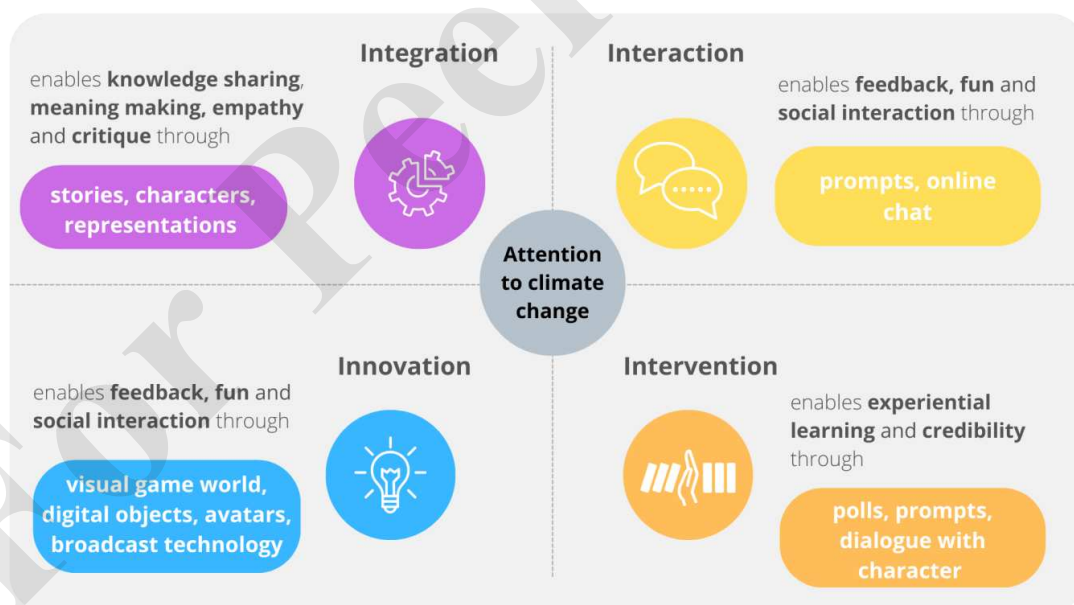 Integration
enables knowledge sharing,
meaning making, empathy
and critique through
stories, characters,
representations
Interaction
enables feedback, fun and
social interaction through
prompts, online
chat
Attention
to climate
change
Innovation
enables feedback, fun and
social interaction through
visual game world,
digital objects, avatars,
broadcast technology
Intervention
enables experiential
learning and credibility
through
polls, prompts,
dialogue with
character
For Peer